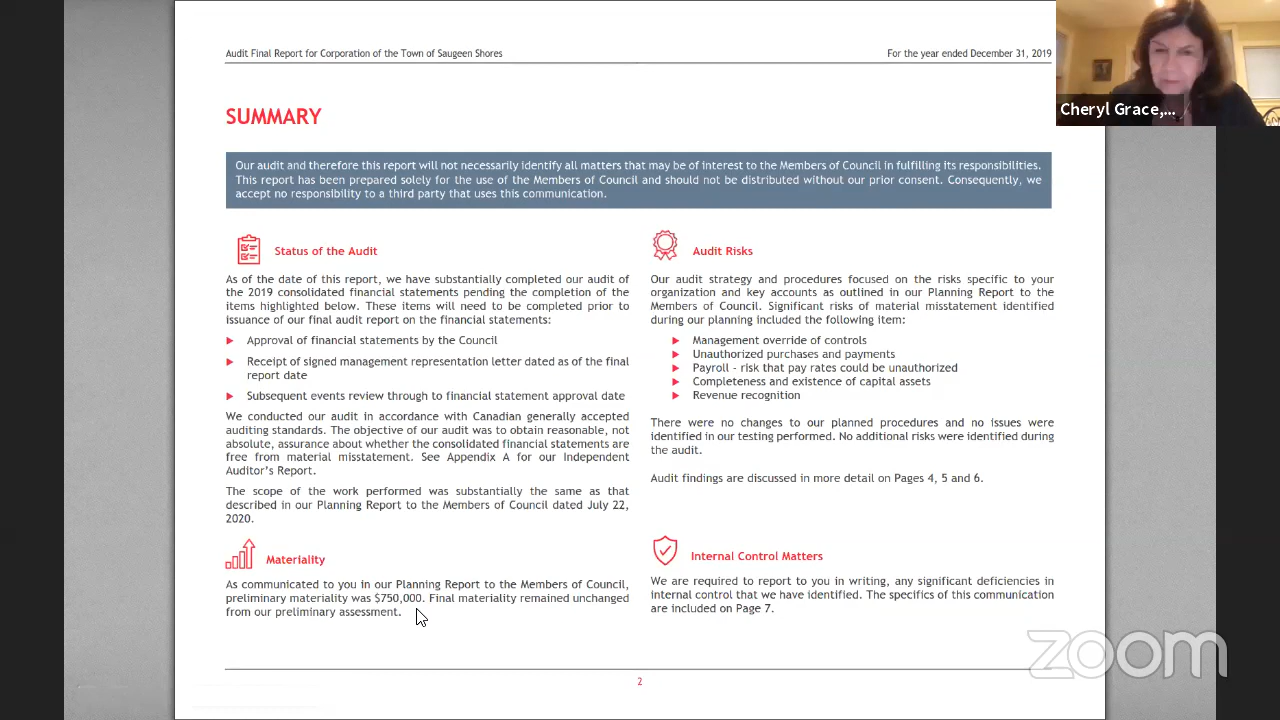 Audit Final Report for Corporation of the Town of Saugeen Shores
For the year ended December 31, 2019
Cheryl Grace,...
SUMMARY
Our audit and therefore this report will not necessarily identify all matters that may be of interest to the Members of Council in fulfilling its responsibilities.
This report has been prepared solely for the use of the Members of Council and should not be distributed without our prior consent. Consequently, we
accept no responsibility to a third party that uses this communication.
Status of the Audit
As of the date of this report, we have substantially completed our audit of
the 2019 consolidated financial statements pending the completion of the
items highlighted below. These items will need to be completed prior to
issuance of our final audit report on the financial statements:
Approval of financial statements by the Council
Receipt of signed management representation letter dated as of the final
report date
Subsequent events review through to financial statement approval date
We conducted our audit in accordance with Canadian generally accepted
auditing standards. The objective of our audit was to obtain reasonable, not
absolute, assurance about whether the consolidated financial statements are
free from material misstatement. See Appendix A for our Independent
Auditor's Report.
The scope of the work performed was substantially the same as that
described in our Planning Report to the Members of Council dated July 22,
2020.
Materiality
As communicated to you in our Planning Report to the Members of Council,
preliminary materiality was $750,000. Final materiality remained unchanged
from our preliminary assessment.
Audit Risks
Our audit strategy and procedures focused on the risks specific to your
organization and key accounts as outlined in our Planning Report to the
Members of Council. Significant risks of material misstatement identified
during our planning included the following item:
Management override of controls
Unauthorized purchases and payments
Payroll - risk that pay rates could be unauthorized
Completeness and existence of capital assets
Revenue recognition
There were no changes to our planned procedures and no issues were
identified in our testing performed. No additional risks were identified during
the audit.
Audit findings are discussed in more detail on Pages 4, 5 and 6.
Internal Control Matters
We are required to report to you in writing, any significant deficiencies in
internal control that we have identified. The specifics of this communication
are included on Page 7.
zoom
2